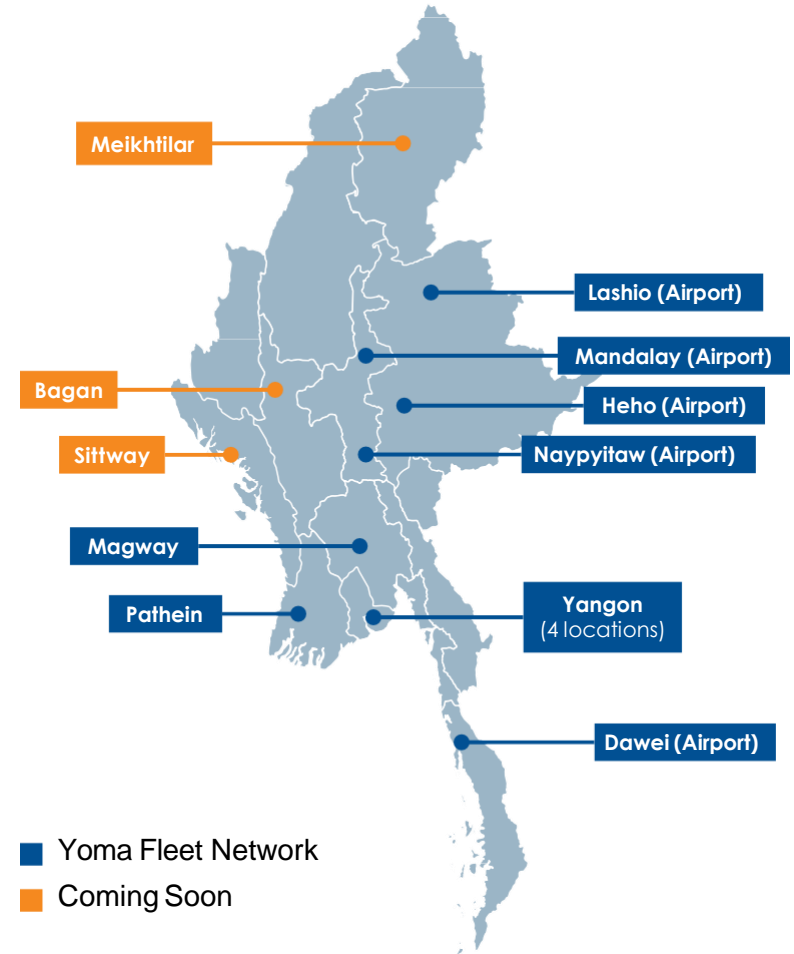 Meikhtilar
Lashio (Airport)
Mandalay (Airport)
Bagan
Heho (Airport)
Sittway
Naypyitaw (Airport)
Magway
Pathein
Yangon
(4 locations)
Dawei (Airport)
Yoma Fleet Network
Coming Soon